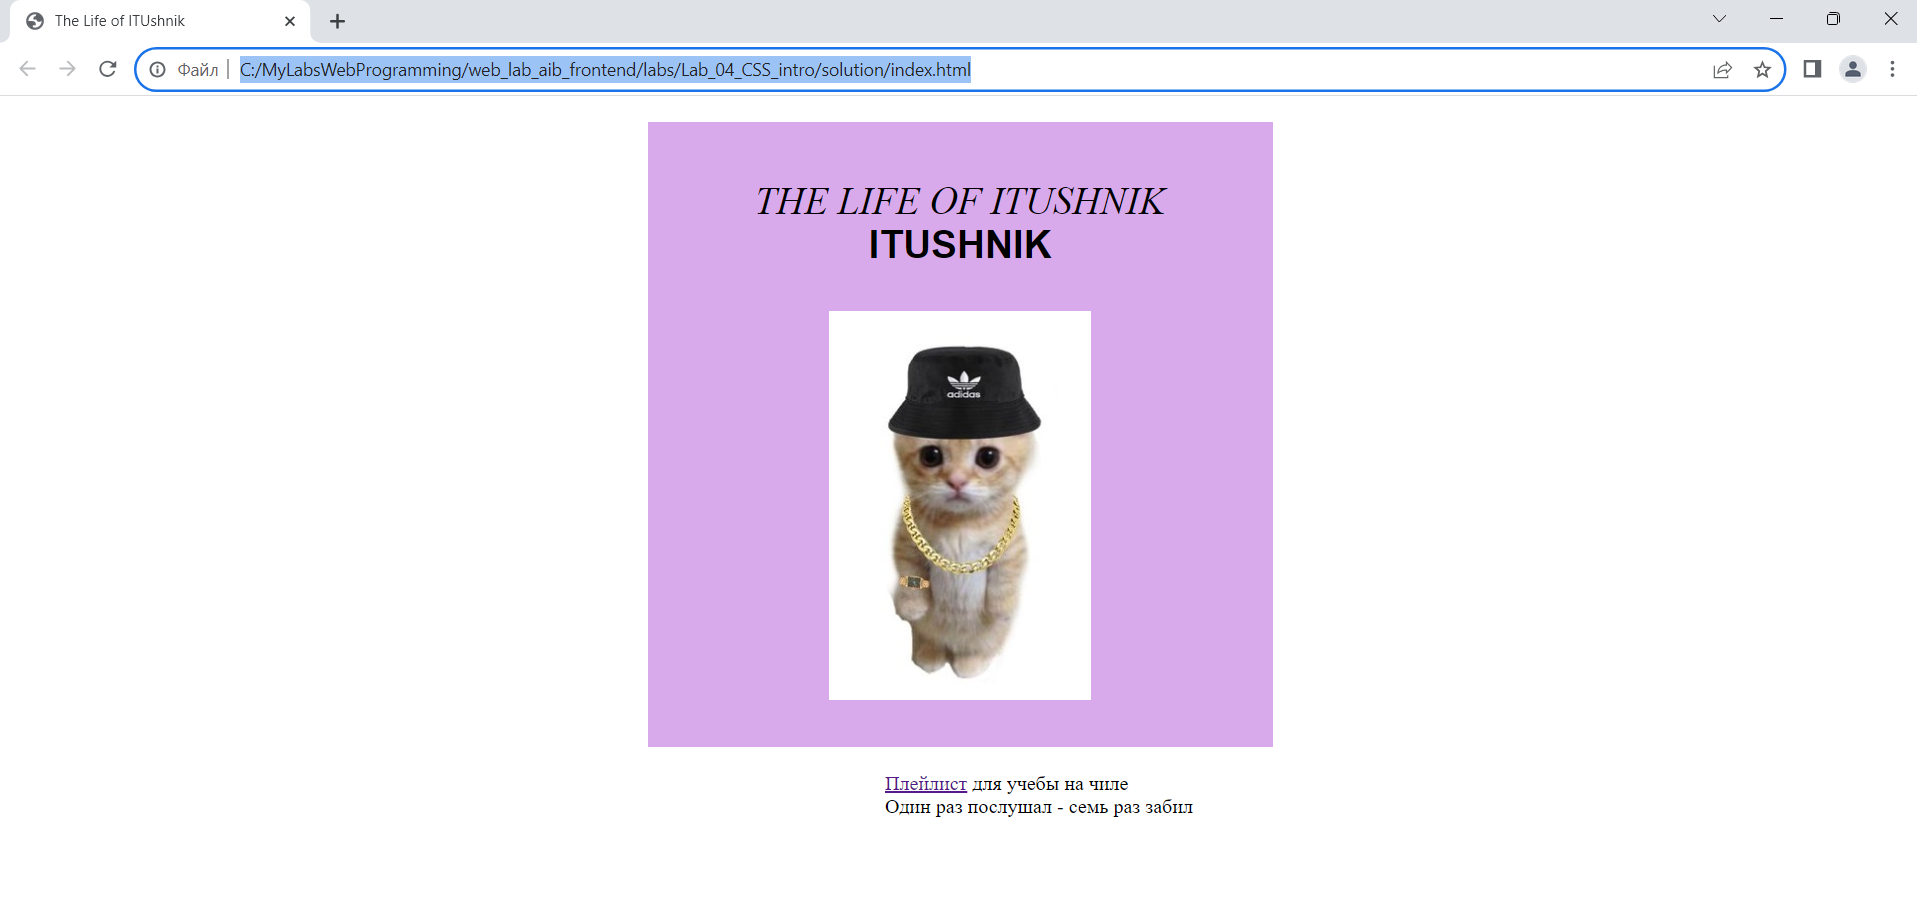 The Life of ITUshnik
Файл
C:/MyLabsWebProgramming/web_lab_aib_frontend/labs/Lab_04_CSS_intro/solution/index.html
THE LIFE OF ITUSHNIK
ITUSHNIK
adidas
Плейлист для учебы на чиле
Один раз послушал - семь раз забил